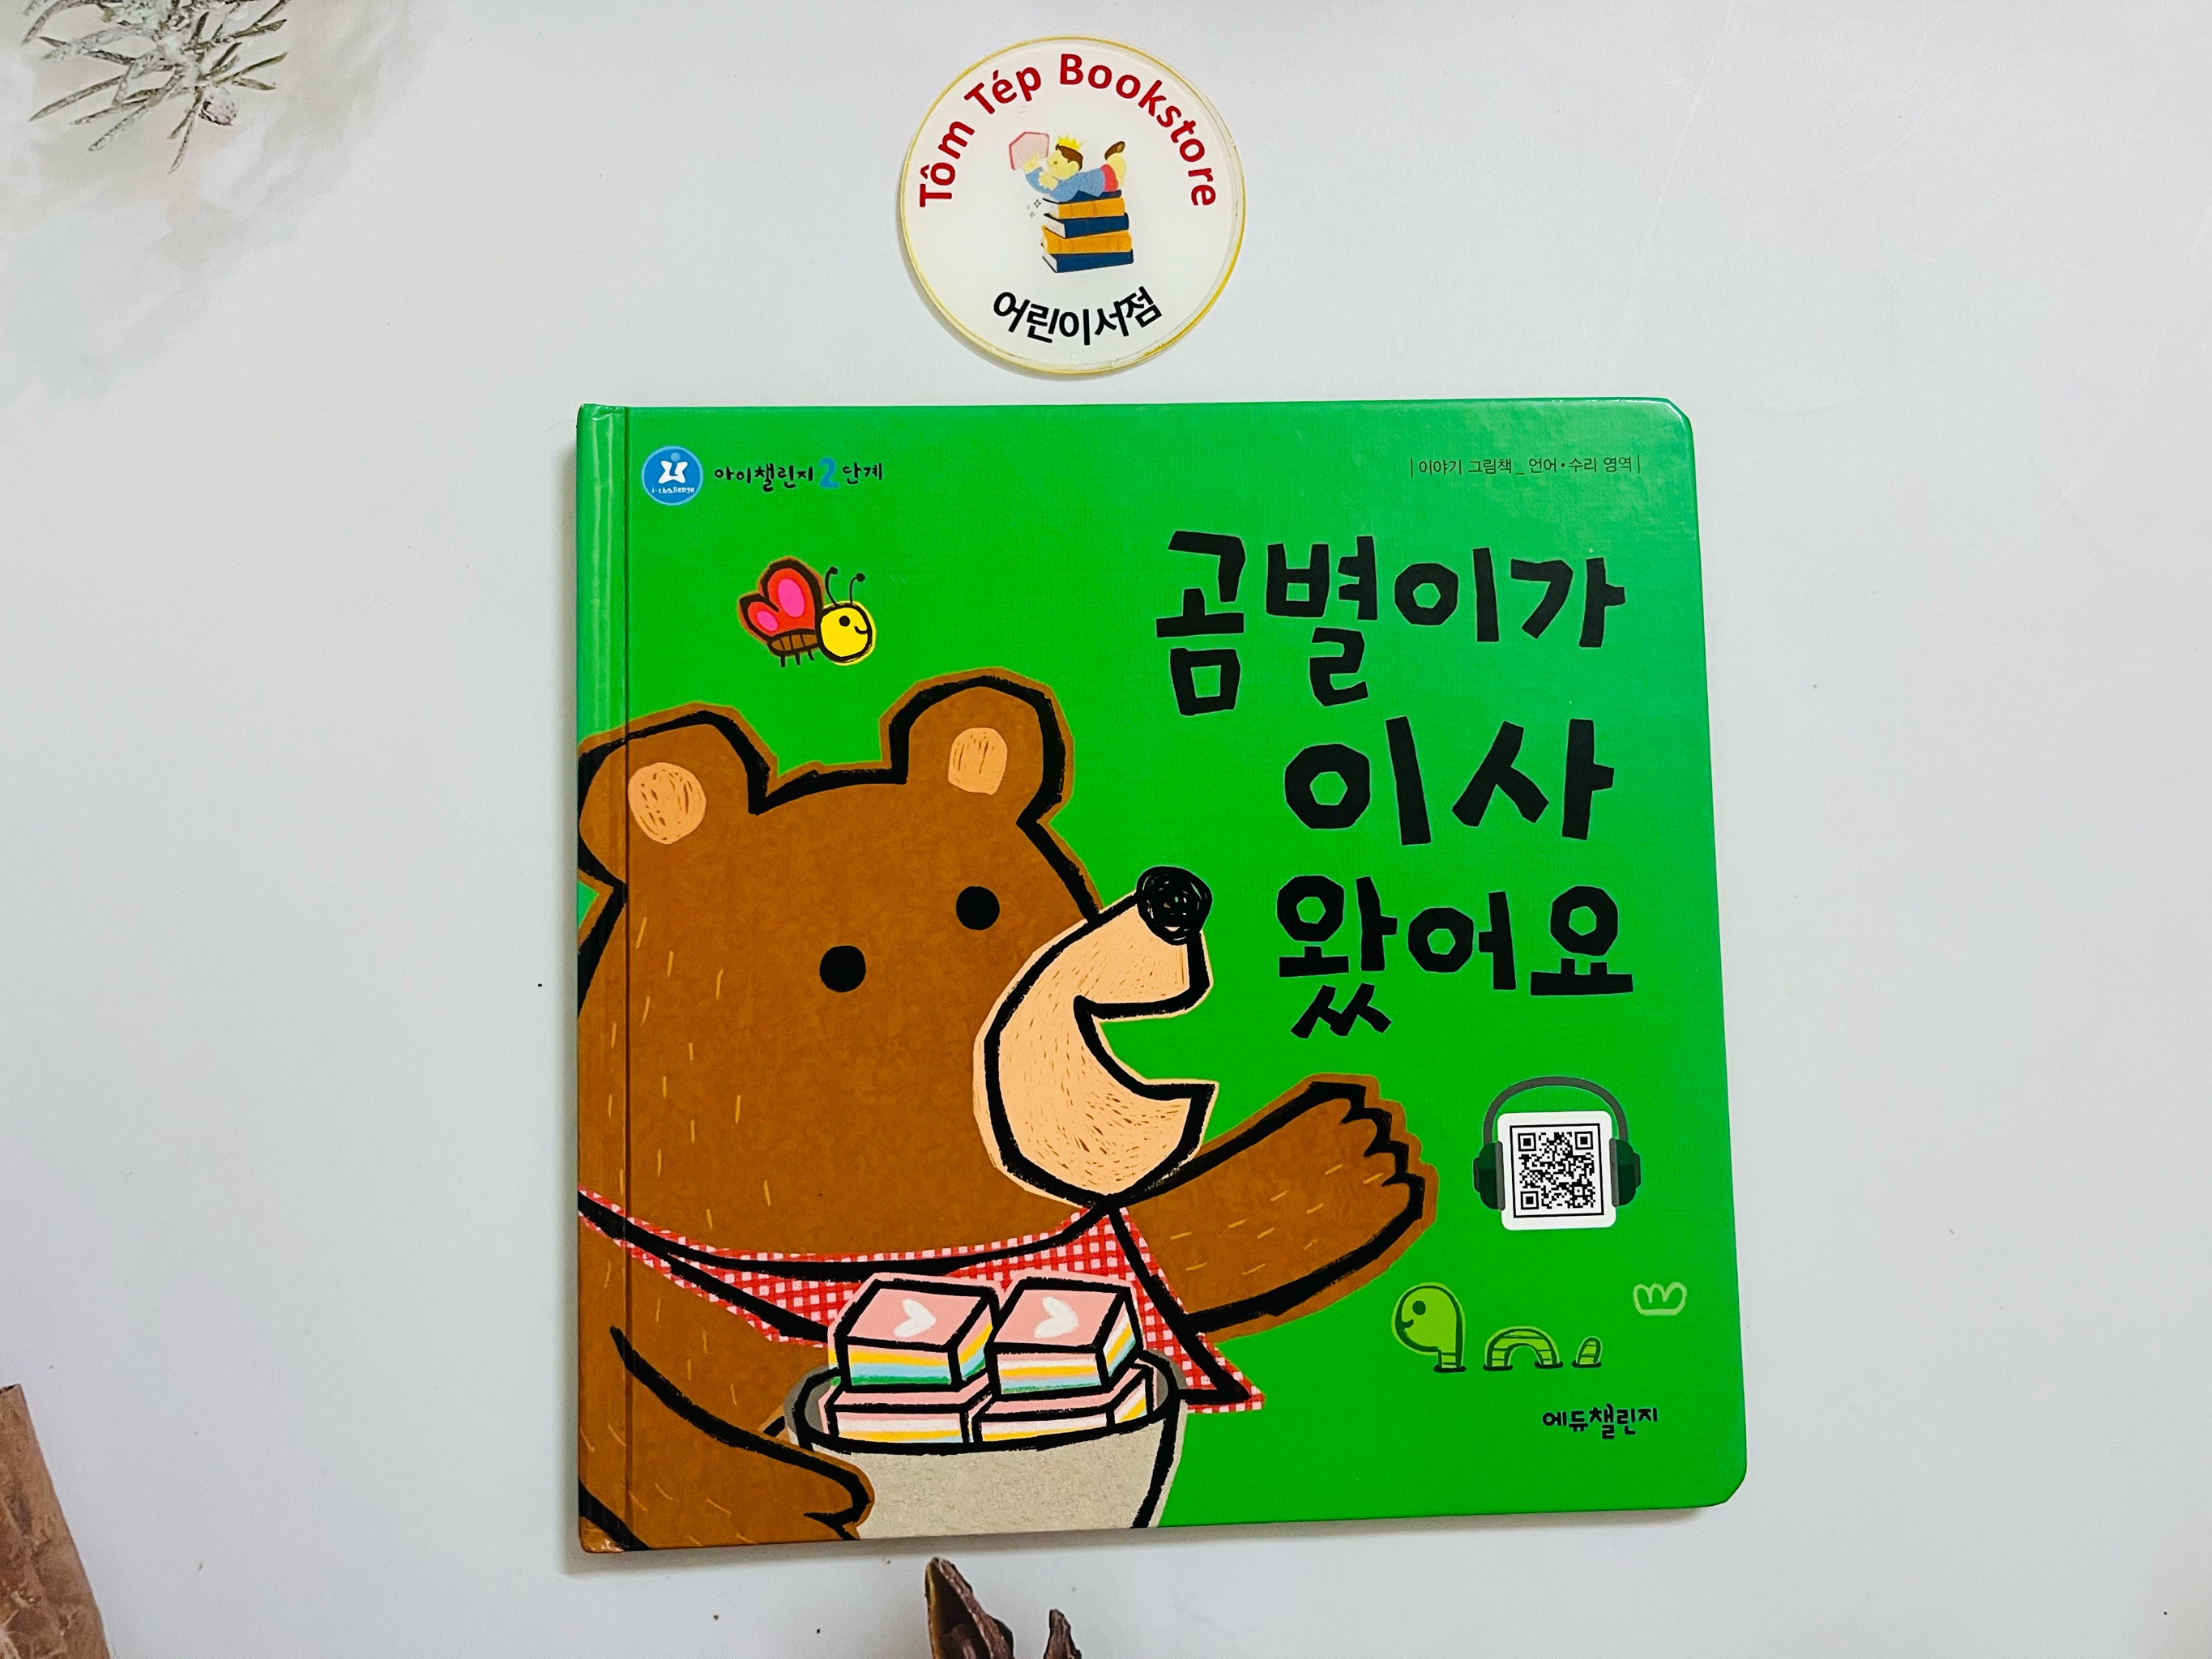 Tôm Tép Bookstore
어린이서점
i-challenge
아이챌린지 2단계
|이야기 그림책_언어·수리 영역|
곰별이가
이사
왔어요
에듀챌린지